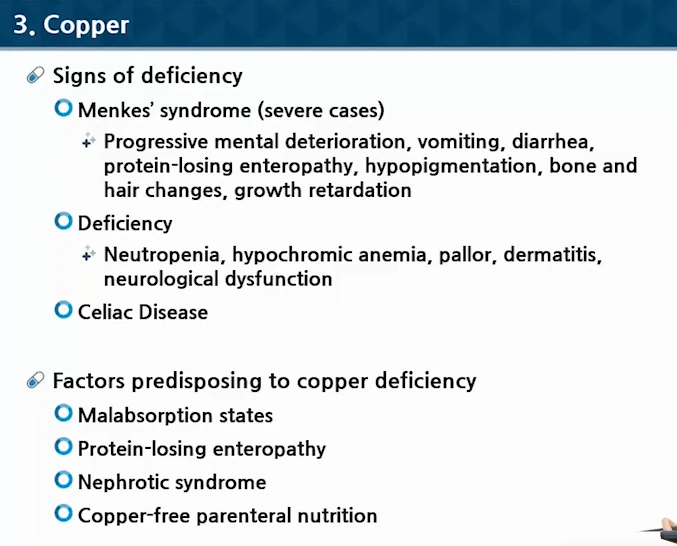 3. Copper
Signs of deficiency
Menkes’ syndrome (severe cases)
Progressive mental deterioration, vomiting, diarrhea,
protein-losing enteropathy, hypopigmentation, bone and
hair changes, growth retardation
Deficiency
Neutropenia, hypochromic anemia, pallor, dermatitis,
neurological dysfunction
Celiac Disease
Factors predisposing to copper deficiency
Malabsorption states
Protein-losing enteropathy
Nephrotic syndrome
Copper-free parenteral nutrition